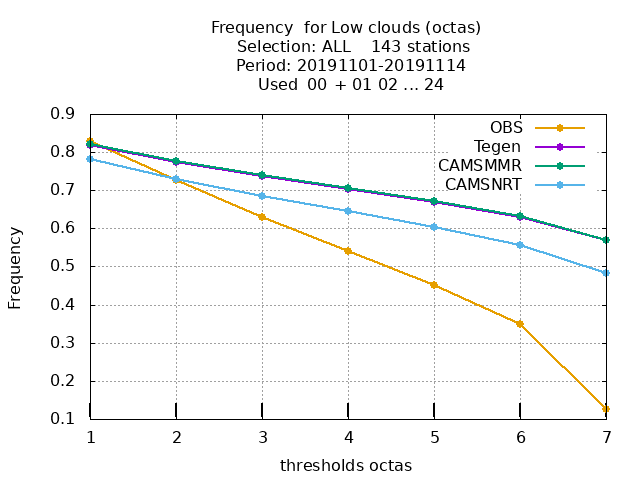 Frequency  for Low clouds (octas)
Selection: ALL    143 stations
Period: 20191101-20191114
Used  00  + 01 02 ... 24
0.9
0.8
0.7
0.6
0.5
0.4
0.3
0.2
0.1
Frequency
OBS
Tegen
CAMSMMR
CAMSNRT
1 2 3 4 5 6 7
thresholds octas